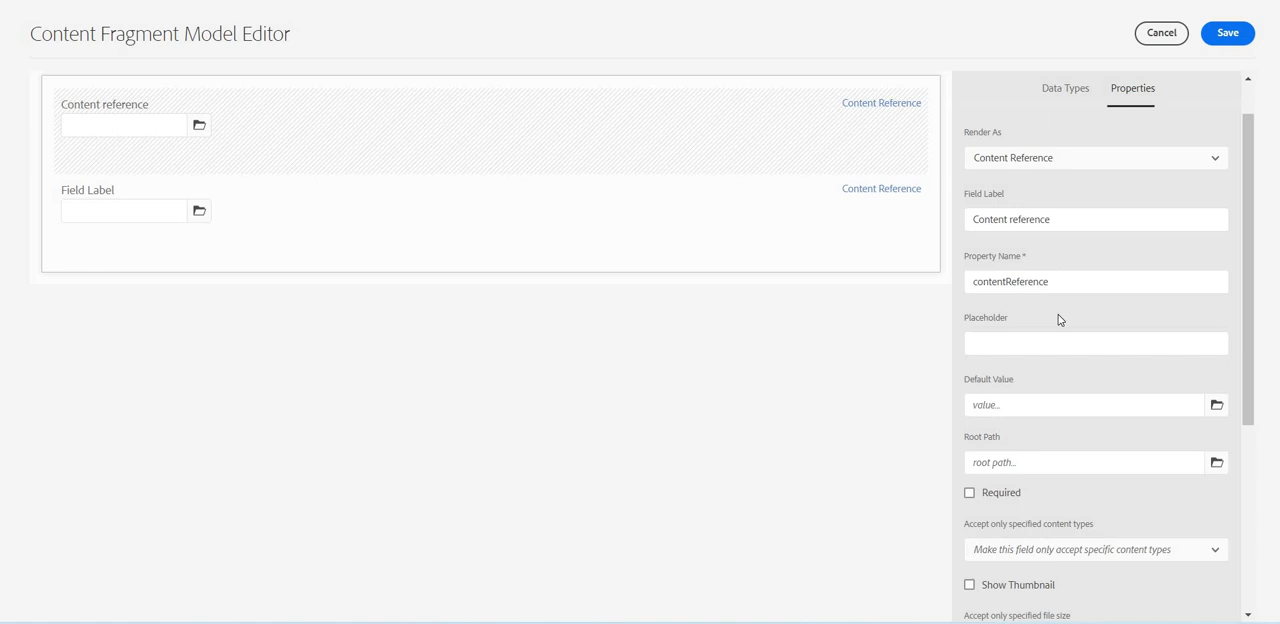 Content Fragment Model Editor
Cancel
Save
Content reference
Content Reference
Field Label
Content Reference
Data Types
Properties
Render As
Content Reference
Field Label
Content reference
Property Name *
contentReference
Placeholder
Default Value
value...
Root Path
root path...
Required
Accept only specified content types
Make this field only accept specific content types
Show Thumbnail
Accept only specified file size